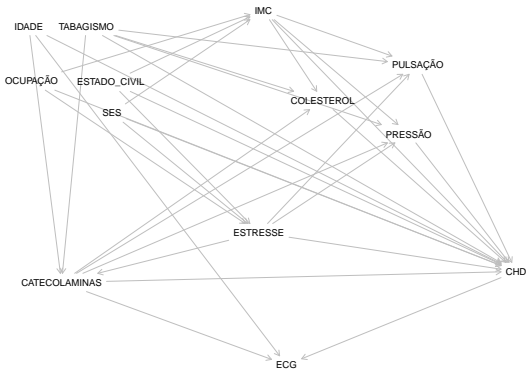 IMC
IDADE TABAGISMO
PULSAÇÃO
OCUPAÇÃO ESTADO_CIVIL
COLESTEROL
SES
PRESSÃO
ESTRESSE
CHD
CATECOLAMINAS
ECG